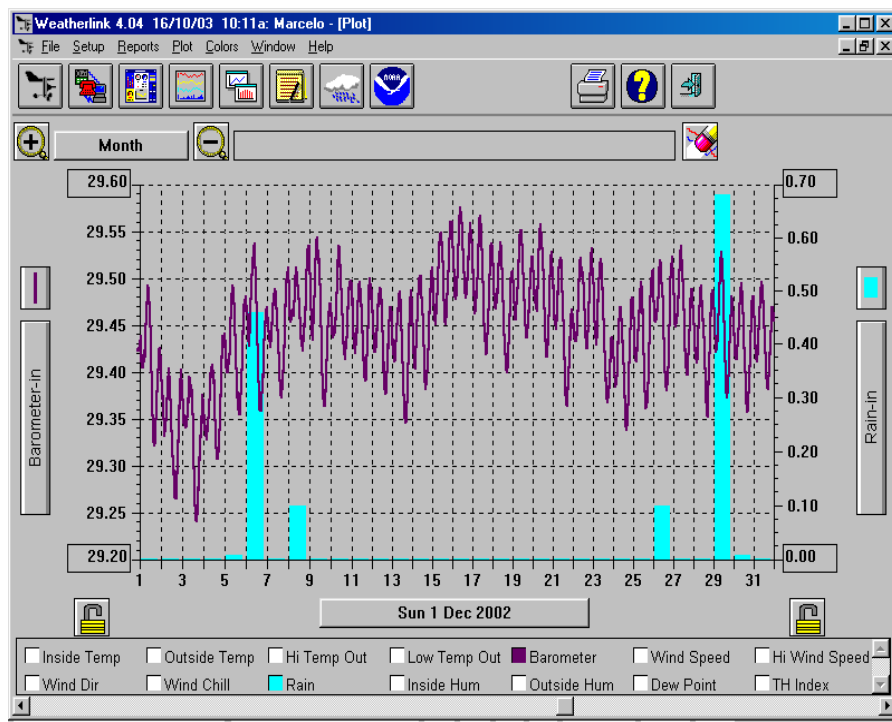 Weatherlink 4.04 16/10/03 10:11a: Marcelo - [Plot]
File Setup Reports Plot Colors Window Help
NOAA
Month
29.60 0.70
29.55
0.60
29.50
0.50
29.45
0.40
29.40
29.35
0.30
29.30
0.20
29.25
0.10
29.20 0.00
Barometer-in
Rain-in
1 3 5 7 9 11 13 15 17 19 21 23 25 27 29 31
Sun 1 Dec 2002
Inside Temp Outside Temp Hi Temp Out Low Temp Out Barometer Wind Speed Hi Wind Speed
Wind Dir Wind Chill Rain Inside Hum Outside Hum Dew Point TH Index